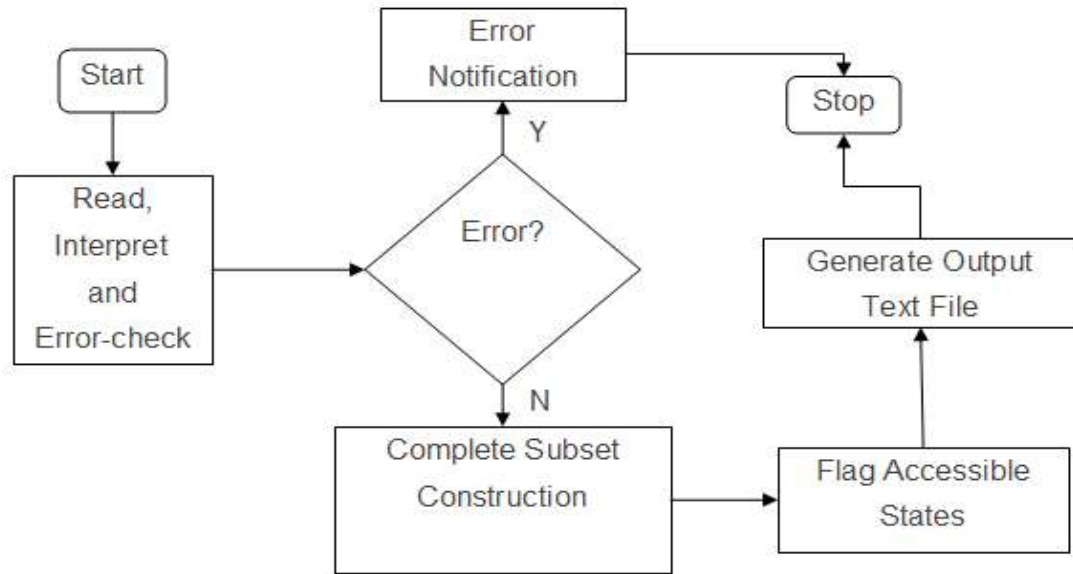 Start
Read,
Interpret
and
Error-check
Error?
Y
Error
Notification
N
Complete Subset
Construction
Flag Accessible
States
Generate Output
Text File
Stop